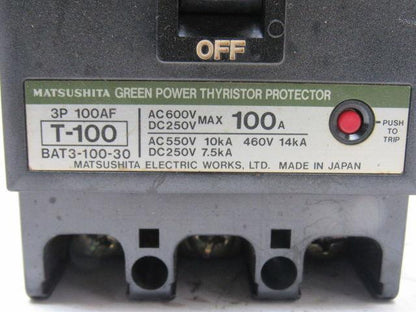 OFF
MATSUSHITA GREEN POWER THYRISTOR PROTECTOR
3P 100AF
T-100
BAT3-100-30
AC600V
DC250V MAX 100A
AC550V 10kA 460V 14kA
DC250V 7.5kA
PUSH
TO
TRIP
MATSUSHITA ELECTRIC WORKS, LTD. MADE IN JAPAN